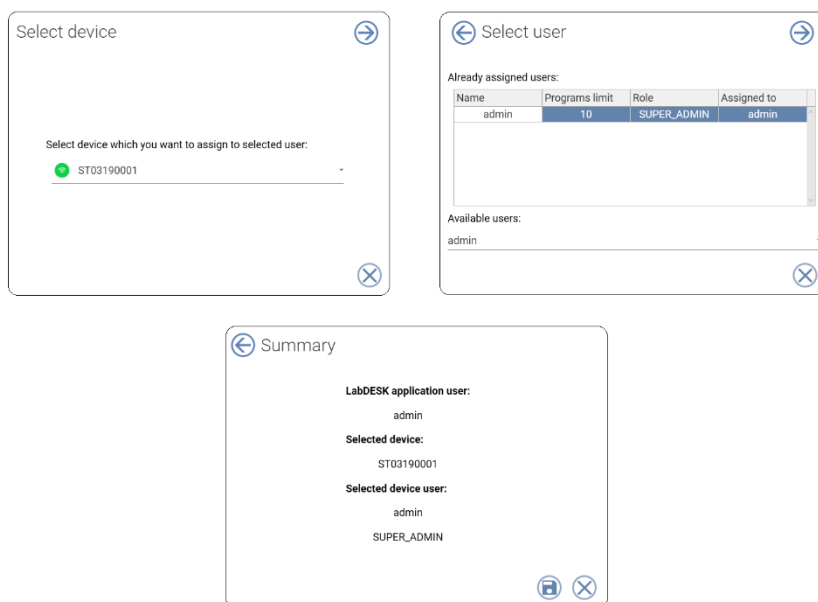 Select device
Select device which you want to assign to selected user:
ST03190001
Select user
Already assigned users:
Name Programs limit Role Assigned to
admin 10 SUPER_ADMIN admin
Available users:
admin
Summary
LabDESK application user:
admin
Selected device:
ST03190001
Selected device user:
admin
SUPER_ADMIN